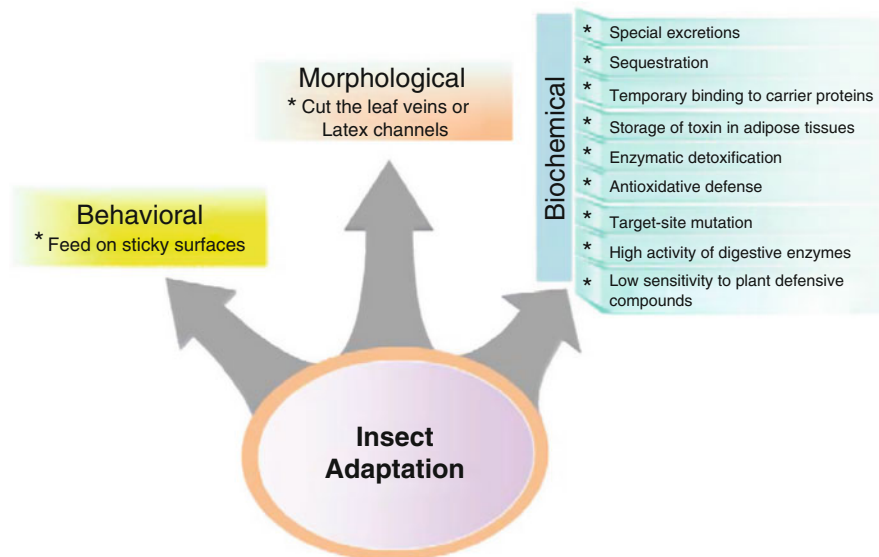 Behavioral
* Feed on sticky surfaces
Morphological
* Cut the leaf veins or
Latex channels
Biochemical
* Special excretions
* Sequestration
* Temporary binding to carrier proteins
* Storage of toxin in adipose tissues
* Enzymatic detoxification
* Antioxidative defense
* Target-site mutation
* High activity of digestive enzymes
* Low sensitivity to plant defensive
compounds
Insect
Adaptation